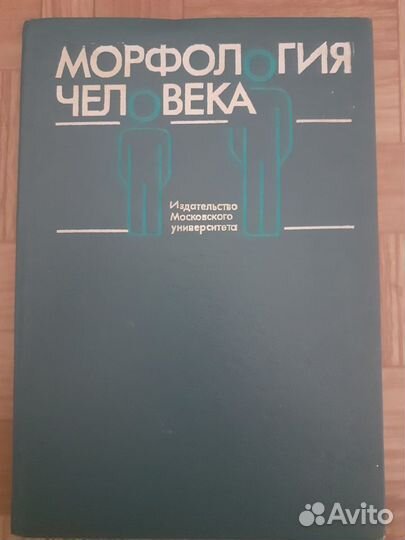 МОРФОЛОГИЯ
ЧЕЛОВЕКА
Издательство
Московского
университета
Avito